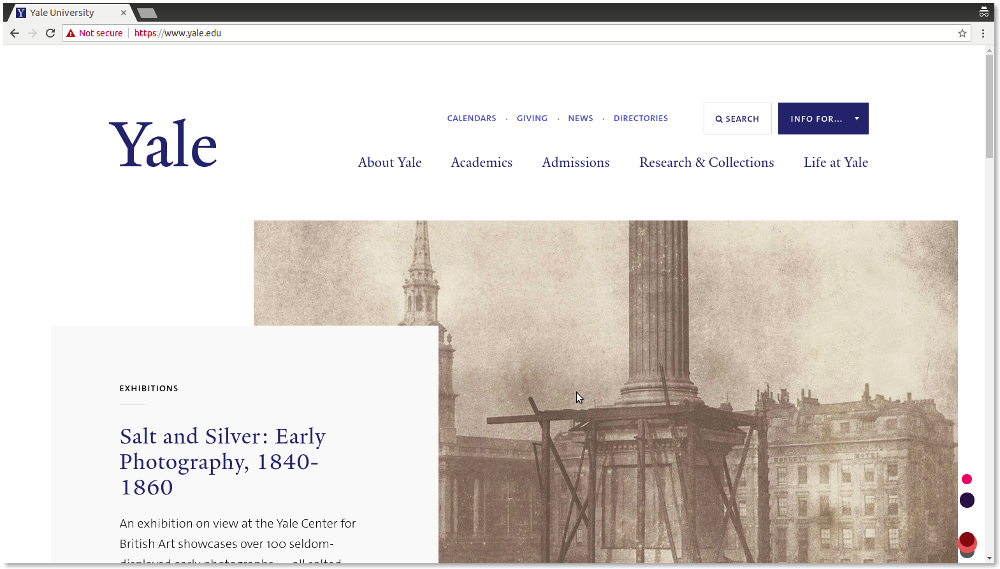 Yale University
Not secure https://www.yale.edu
CALENDARS · GIVING · NEWS · DIRECTORIES
SEARCH
INFO FOR...
Yale
About Yale Academics Admissions Research & Collections Life at Yale
EXHIBITIONS
Salt and Silver: Early
Photography, 1840-
1860
An exhibition on view at the Yale Center for
British Art showcases over 100 seldom-
displayed early photographs — all salted